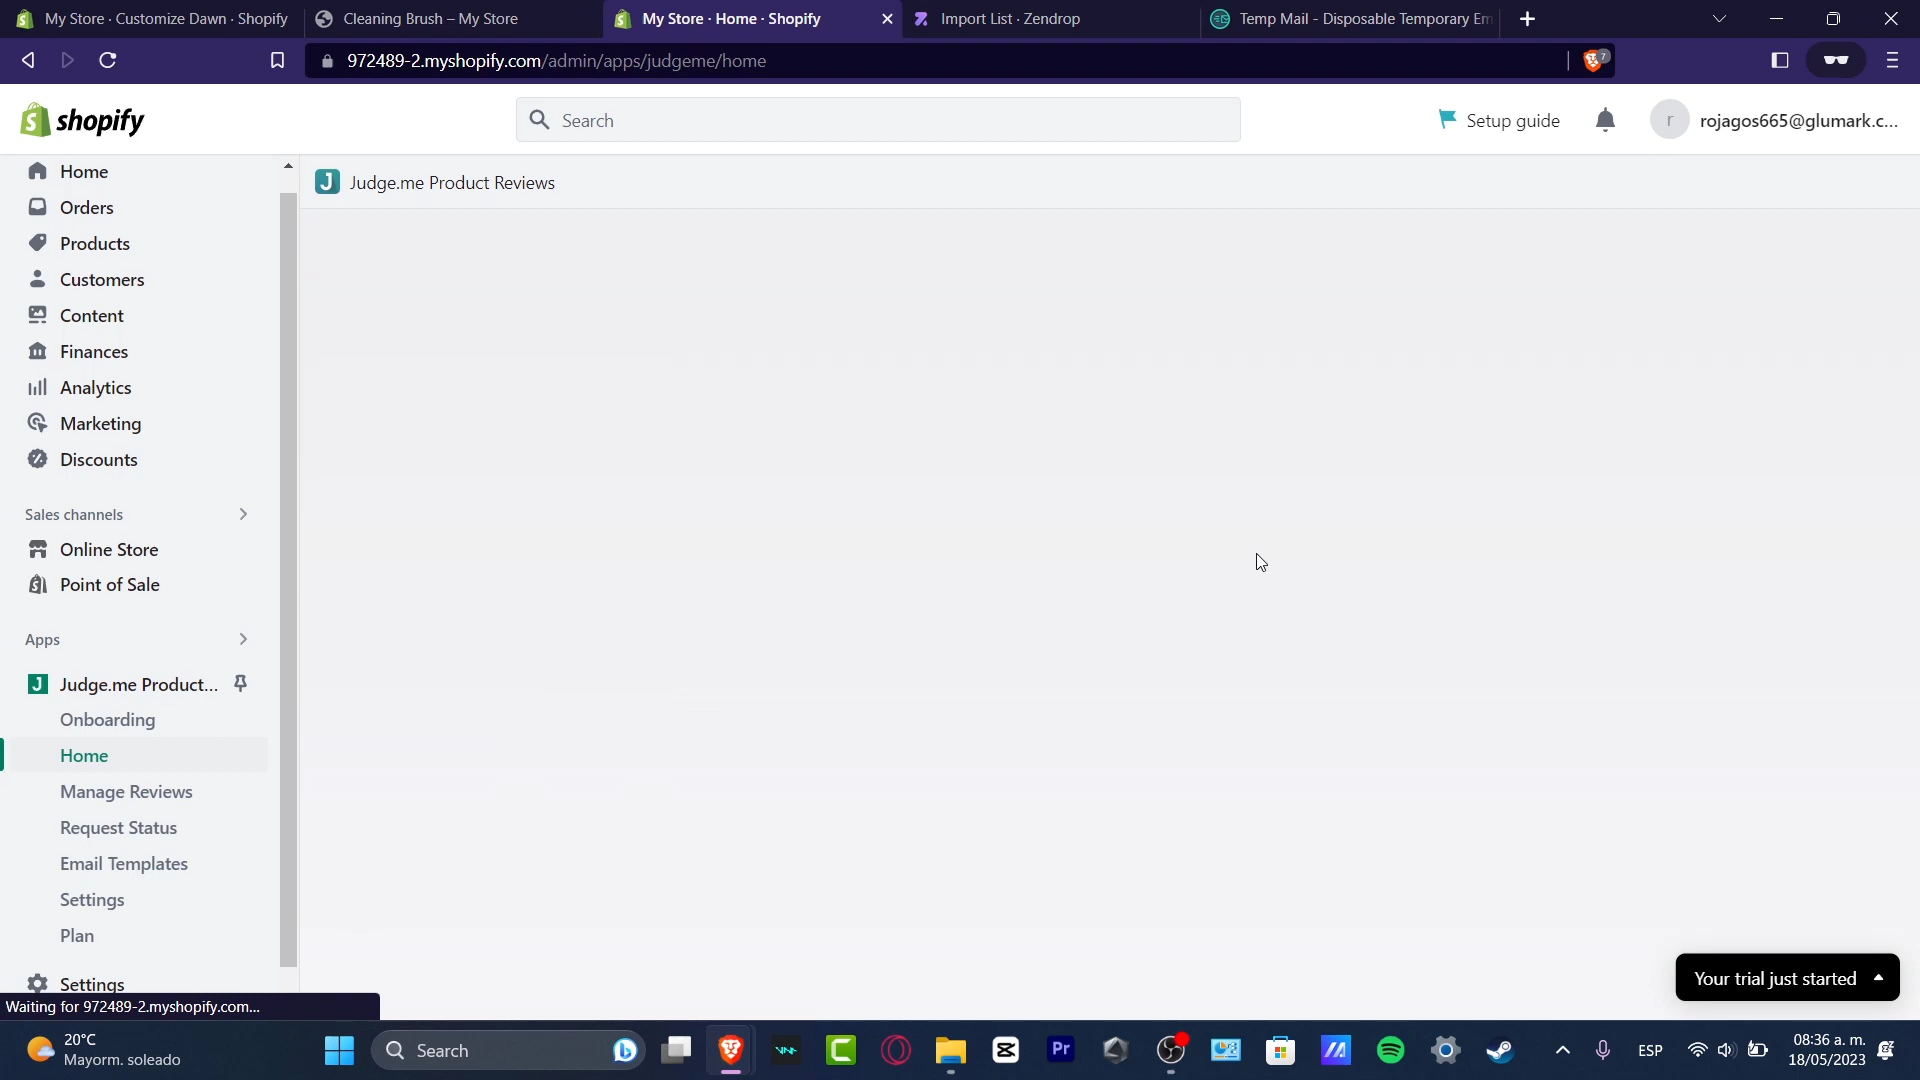 My Store · Customize Dawn · Shopify
Cleaning Brush – My Store
My Store · Home · Shopify
Import List · Zendrop
Temp Mail - Disposable Temporary Em
972489-2.myshopify.com/admin/apps/judgeme/home
7
shopify
Search
Setup guide
r
rojagos665@glumark.c...
Home
Orders
Products
Customers
Content
Finances
Analytics
Marketing
Discounts
Sales channels
Online Store
Point of Sale
Apps
J Judge.me Product...
Onboarding
Home
Manage Reviews
Request Status
Email Templates
Settings
Plan
Settings
J Judge.me Product Reviews
Your trial just started
Waiting for 972489-2.myshopify.com...
20°C
Mayorm. soleado
Search
Pr
ESP
08:36 a. m.
18/05/2023